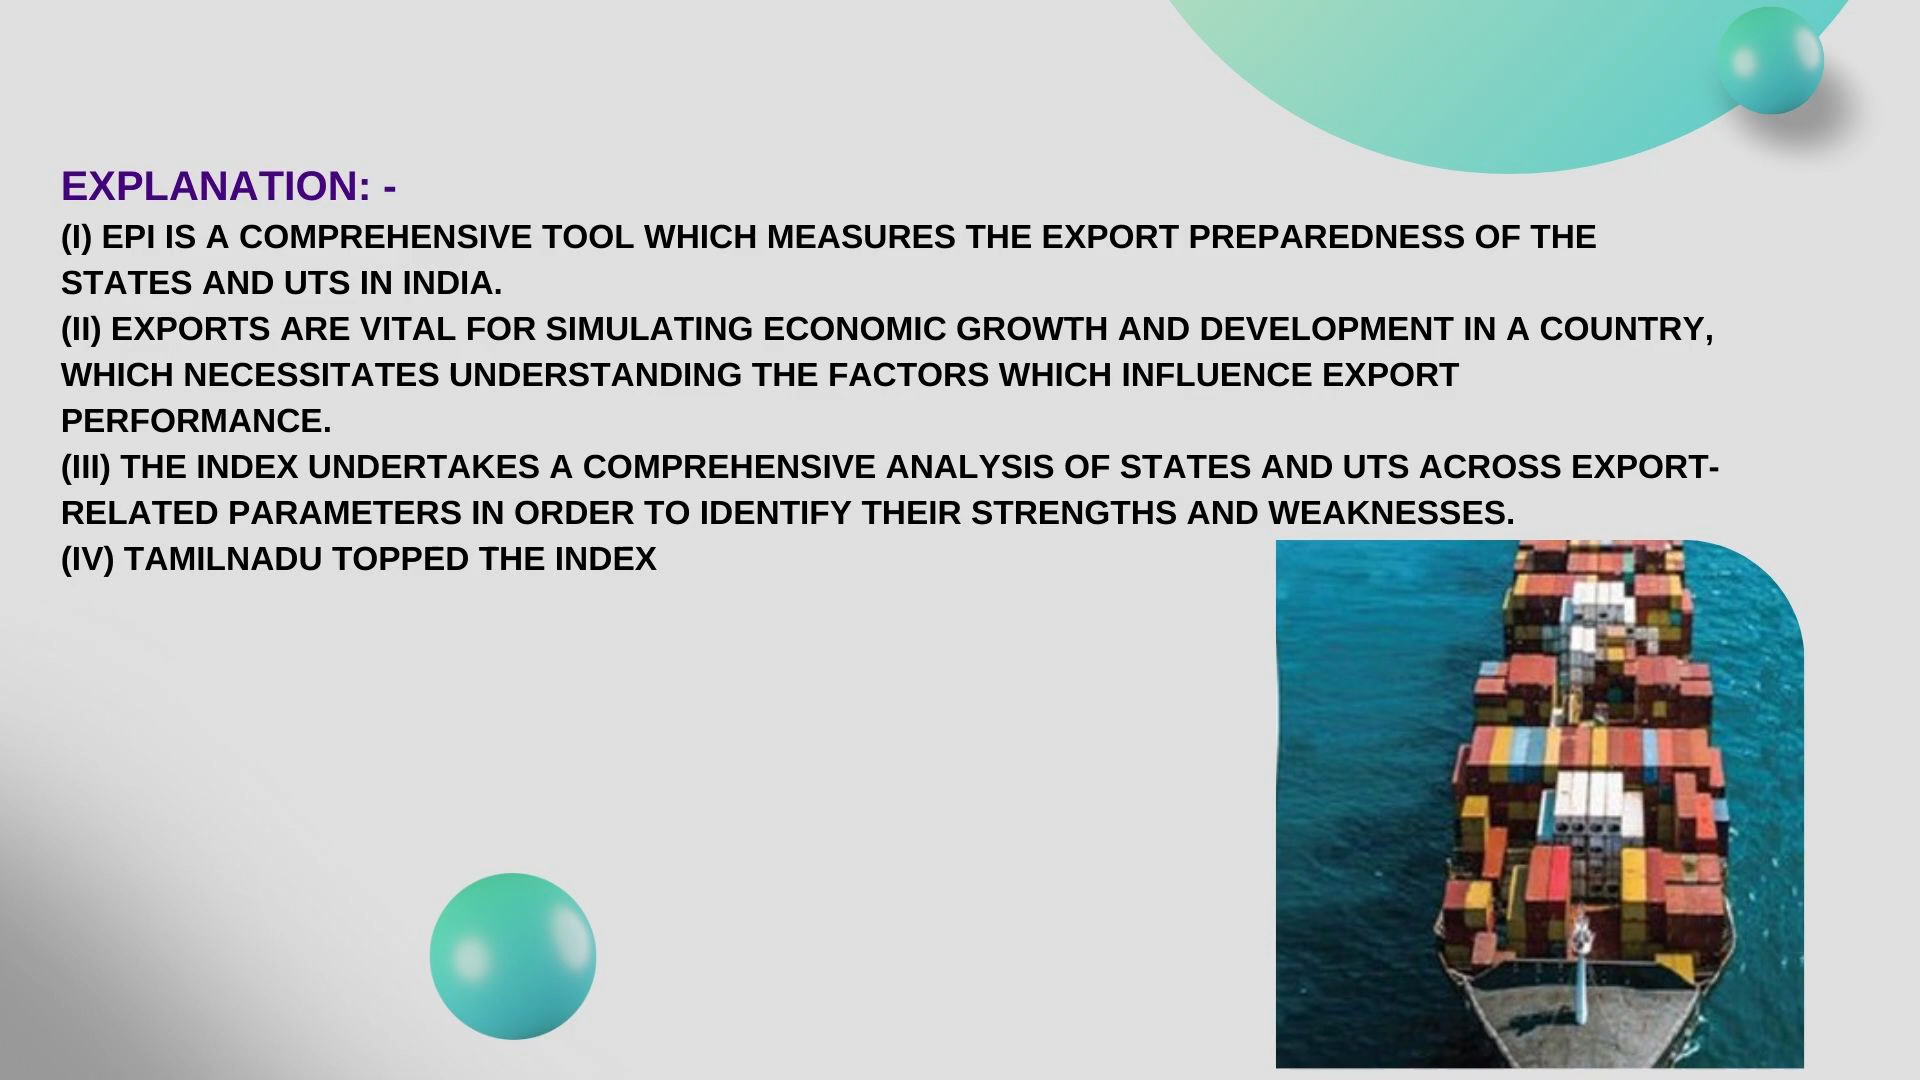 EXPLANATION: -
(I) EPI IS A COMPREHENSIVE TOOL WHICH MEASURES THE EXPORT PREPAREDNESS OF THE
STATES AND UTS IN INDIA.
(II) EXPORTS ARE VITAL FOR SIMULATING ECONOMIC GROWTH AND DEVELOPMENT IN A COUNTRY,
WHICH NECESSITATES UNDERSTANDING THE FACTORS WHICH INFLUENCE EXPORT
PERFORMANCE.
(III) THE INDEX UNDERTAKES A COMPREHENSIVE ANALYSIS OF STATES AND UTS ACROSS EXPORT-
RELATED PARAMETERS IN ORDER TO IDENTIFY THEIR STRENGTHS AND WEAKNESSES.
(IV) TAMILNADU TOPPED THE INDEX